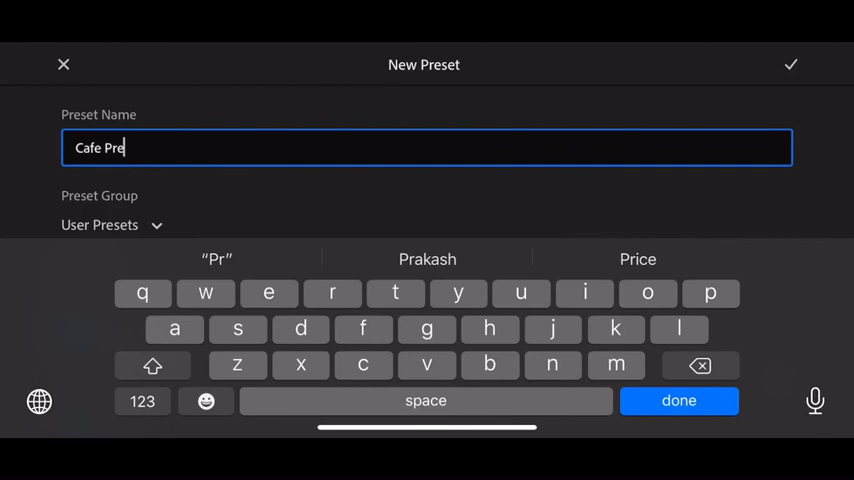 New Preset
Preset Name
Cafe Pre
Preset Group
User Presets
“Pr” Prakash Price
q w e r t y u i o p
a s d f g h j k l
z x c v b n m
123 space done